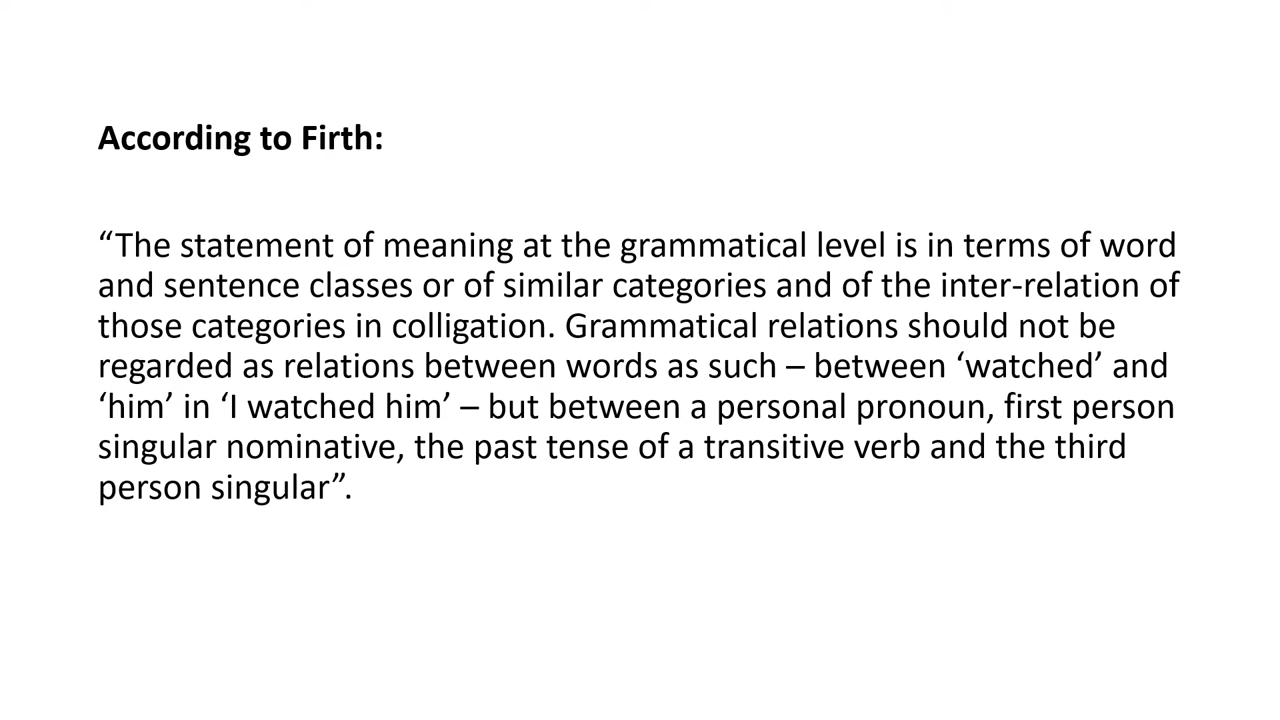 According to Firth:
“The statement of meaning at the grammatical level is in terms of word
and sentence classes or of similar categories and of the inter-relation of
those categories in colligation. Grammatical relations should not be
regarded as relations between words as such – between ‘watched’ and
‘him’ in ‘I watched him’ – but between a personal pronoun, first person
singular nominative, the past tense of a transitive verb and the third
person singular”.